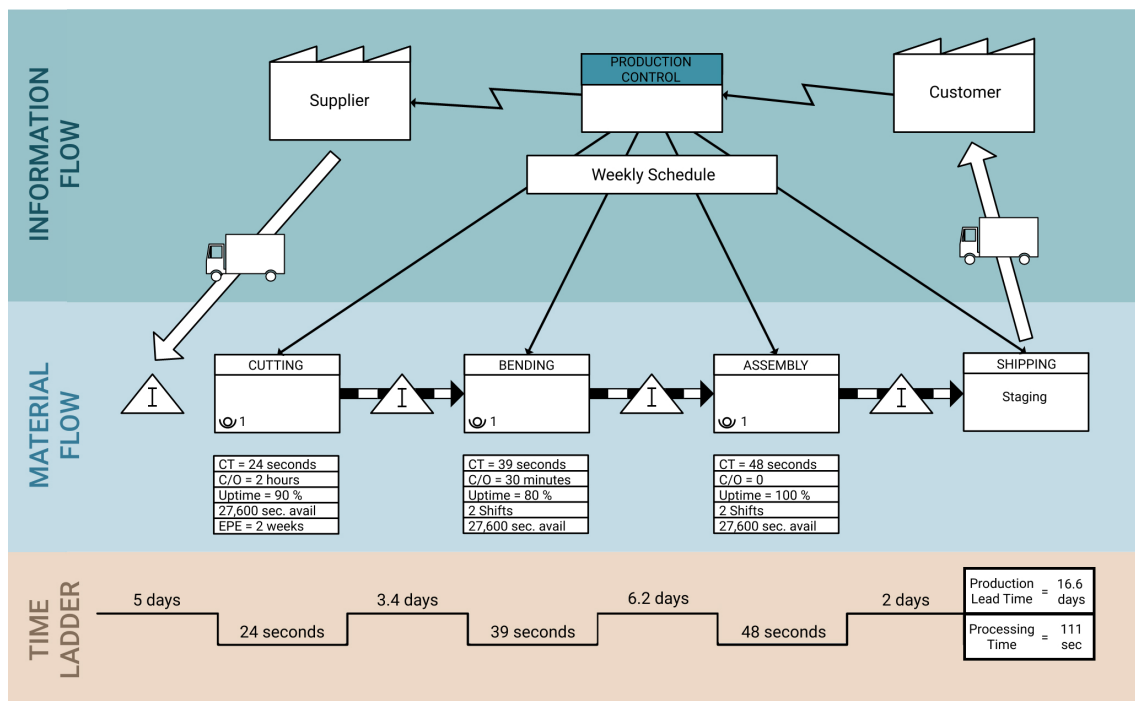 INFORMATION
FLOW
Supplier
PRODUCTION
CONTROL
Customer
Weekly Schedule
MATERIAL
FLOW
I
CUTTING
1
I
BENDING
1
I
ASSEMBLY
1
I
SHIPPING
Staging
CT = 24 seconds
C/O = 2 hours
Uptime = 90 %
27,600 sec. avail
EPE = 2 weeks
CT = 39 seconds
C/O = 30 minutes
Uptime = 80 %
2 Shifts
27,600 sec. avail
CT = 48 seconds
C/O = 0
Uptime = 100 %
2 Shifts
27,600 sec. avail
TIME
LADDER
5 days
24 seconds
3.4 days
39 seconds
6.2 days
48 seconds
2 days
Production
Lead Time
=
16.6
days
Processing
Time
=
111
sec